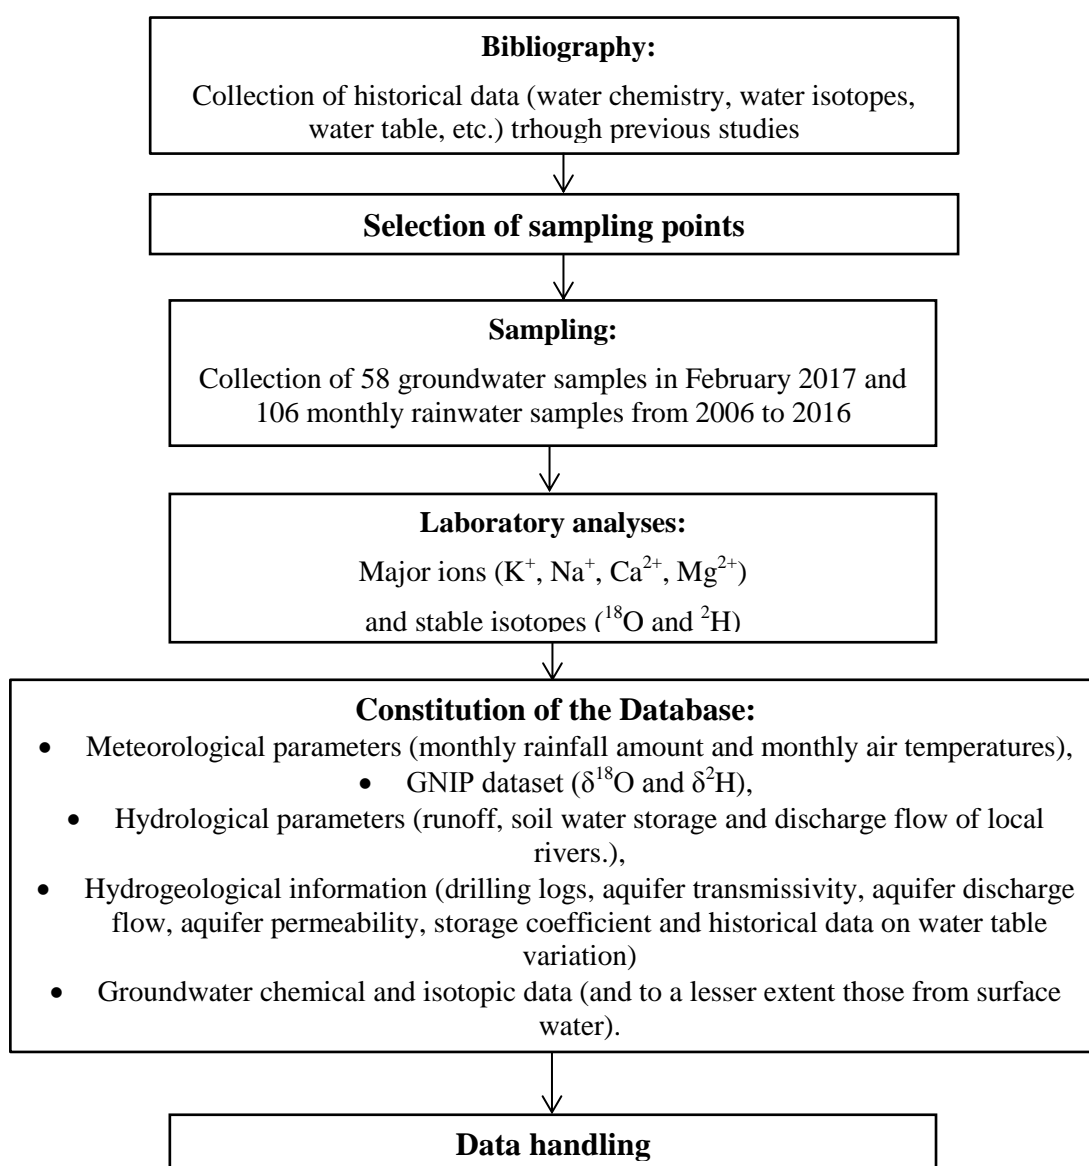 Bibliography:
Collection of historical data (water chemistry, water isotopes,
water table, etc.) trhough previous studies
Selection of sampling points
Sampling:
Collection of 58 groundwater samples in February 2017 and
106 monthly rainwater samples from 2006 to 2016
Laboratory analyses:
Major ions (K⁺, Na⁺, Ca²⁺, Mg²⁺)
and stable isotopes (¹⁸O and ²H)
Constitution of the Database:
• Meteorological parameters (monthly rainfall amount and monthly air temperatures),
• GNIP dataset (δ¹⁸O and δ²H),
• Hydrological parameters (runoff, soil water storage and discharge flow of local
rivers.),
• Hydrogeological information (drilling logs, aquifer transmissivity, aquifer discharge
flow, aquifer permeability, storage coefficient and historical data on water table
variation)
• Groundwater chemical and isotopic data (and to a lesser extent those from surface
water).
Data handling